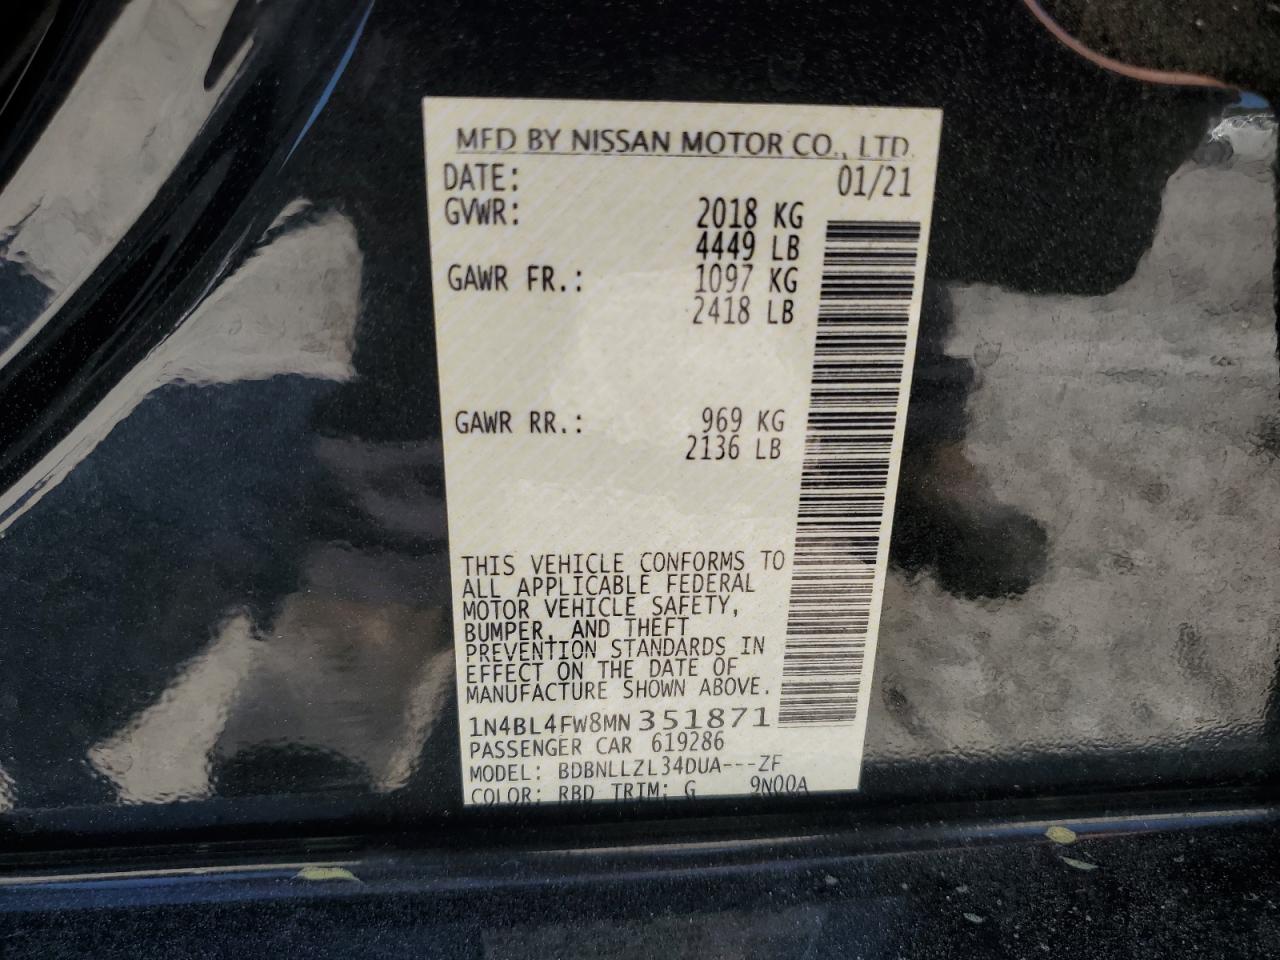 MFD BY NISSAN MOTOR CO., LTD.
DATE: 01/21
GVWR: 2018 KG
4449 LB
GAWR FR.: 1097 KG
2418 LB
GAWR RR.: 969 KG
2136 LB
THIS VEHICLE CONFORMS TO
ALL APPLICABLE FEDERAL
MOTOR VEHICLE SAFETY,
BUMPER, AND THEFT
PREVENTION STANDARDS IN
EFFECT ON THE DATE OF
MANUFACTURE SHOWN ABOVE.
1N4BL4FW8MN351871
PASSENGER CAR 619286
MODEL: BDBNLLZL34DUA---ZF
COLOR: RBD TRIM: G 9N00A